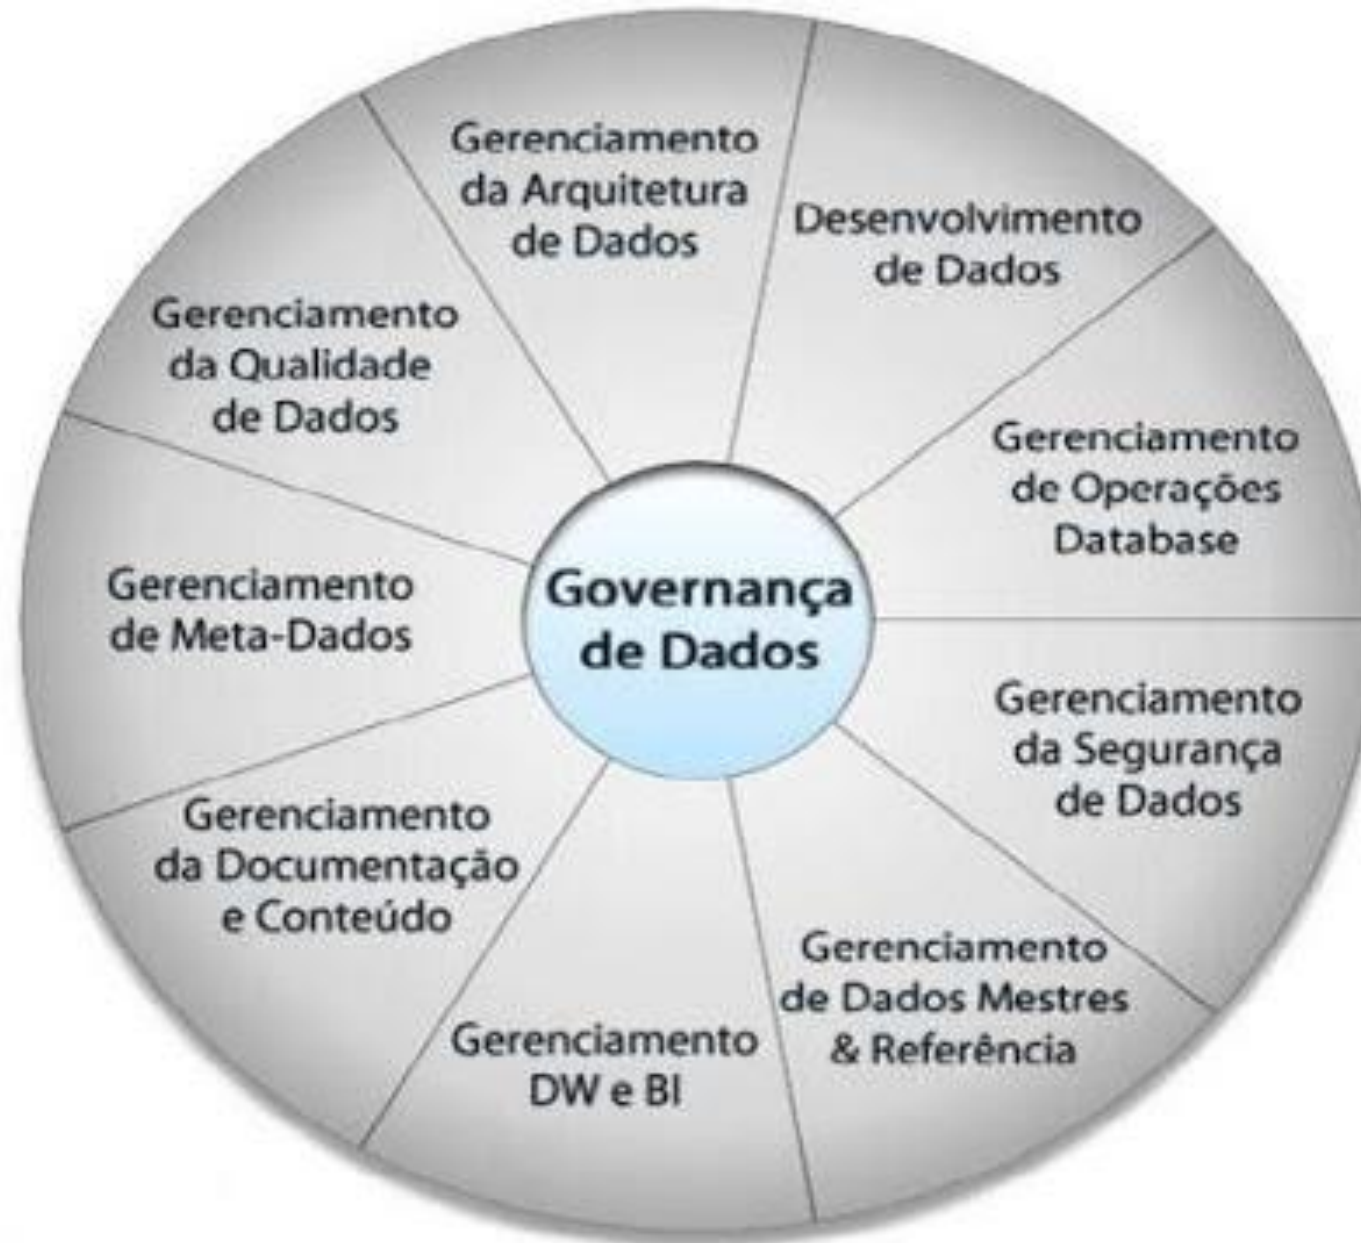 Gerenciamento
da Arquitetura
de Dados
Desenvolvimento
de Dados
Gerenciamento
de Operações
Database
Gerenciamento
da Segurança
de Dados
Gerenciamento
de Dados Mestres
& Referência
Gerenciamento
DW e BI
Gerenciamento
da Documentação
e Conteúdo
Gerenciamento
de Meta-Dados
Gerenciamento
da Qualidade
de Dados
Governança
de Dados